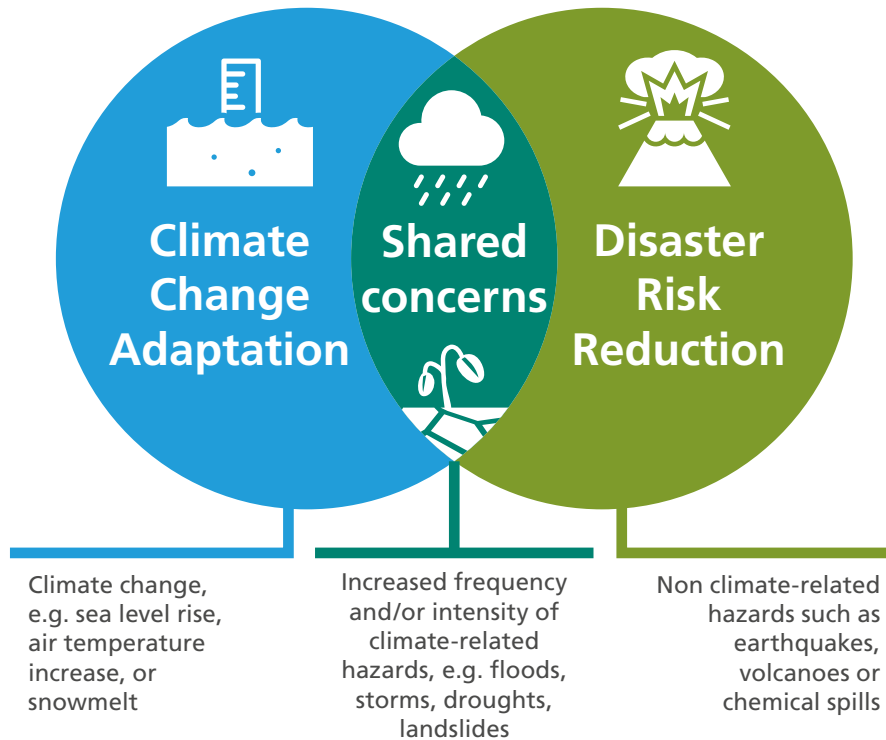 Climate
Change
Adaptation
Shared
concerns
Disaster
Risk
Reduction
Climate change,
e.g. sea level rise,
air temperature
increase, or
snowmelt
Increased frequency
and/or intensity of
climate-related
hazards, e.g. floods,
storms, droughts,
landslides
Non climate-related
hazards such as
earthquakes,
volcanoes or
chemical spills